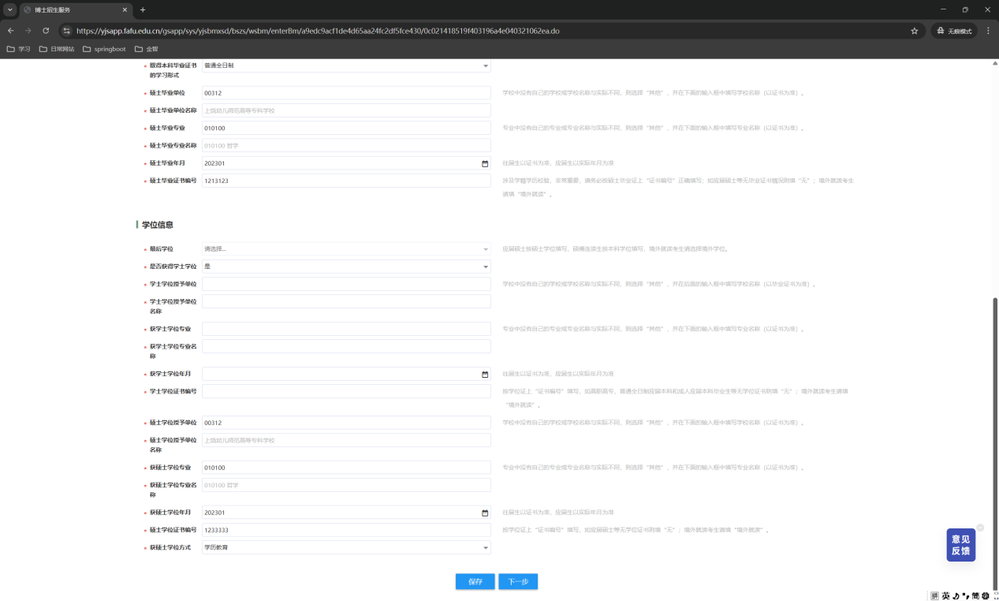 博士招生服务
https://yjsapp.fafu.edu.cn/gsapp/sys/yjsbmxsd/bszs/wsbm/enterBm/a9edc9acf1de4d65aa24fc2df5fce430/0c021418519f403196a4e040321062ea.do
无痕模式
学习 日常网站 springboot 金智
* 取得本科毕业证书的学习形式 普通全日制
* 硕士毕业单位 00312 学校中没有自己的学校或学校名称与实际不同，则选择“其他”，并在下面的输入框中填写学校名称（以证书为准）。
* 硕士毕业单位名称 上饶幼儿师范高等专科学校
* 硕士毕业专业 010100 专业中没有自己的专业或专业名称与实际不同，则选择“其他”，并在下面的输入框中填写专业名称（以证书为准）。
* 硕士毕业专业名称 010100 哲学
* 硕士毕业年月 202301 往届生以证书为准，应届生以实际年月为准
* 硕士毕业证书编号 1213123 涉及学籍学历校验，非常重要，请务必按硕士毕业证上“证书编号”正确填写；如应届硕士等无毕业证书情况则填“无”；境外就读考生
请填“境外就读”。
学位信息
* 最后学位 请选择... 应届硕士按硕士学位填写，硕博连读生按本科学位填写，境外就读考生请选择境外学位。
* 是否获得学士学位 是
* 学士学位授予单位 学校中没有自己的学校或学校名称与实际不同，则选择“其他”，并在后面的输入框中填写学校名称（以毕业证书为准）。
* 学士学位授予单位名称
* 获学士学位专业 专业中没有自己的专业或专业名称与实际不同，则选择“其他”，并在下面的输入框中填写专业名称（以证书为准）。
* 获学士学位专业名称
* 获学士学位年月 往届生以证书为准，应届生以实际年月为准
* 学士学位证书编号 按学位证上“证书编号”填写，如高职高专，普通全日制应届本科和成人应届本科毕业生等无学位证书则填“无”；境外就读考生请填
“境外就读”。
* 硕士学位授予单位 00312 学校中没有自己的学校或学校名称与实际不同，则选择“其他”，并在下面的输入框中填写学校名称（以证书为准）。
* 硕士学位授予单位名称 上饶幼儿师范高等专科学校
* 获硕士学位专业 010100 专业中没有自己的专业或专业名称与实际不同，则选择“其他”，并在下面的输入框中填写专业名称（以证书为准）。
* 获硕士学位专业名称 010100 哲学
* 获硕士学位年月 202301 往届生以证书为准，应届生以实际年月为准
* 硕士学位证书编号 1233333 按学位证上“证书编号”填写，如应届硕士等无学位证书则填“无”；境外就读考生请填“境外就读”。
* 获硕士学位方式 学历教育
意见
反馈
保存 下一步
拼 英 简